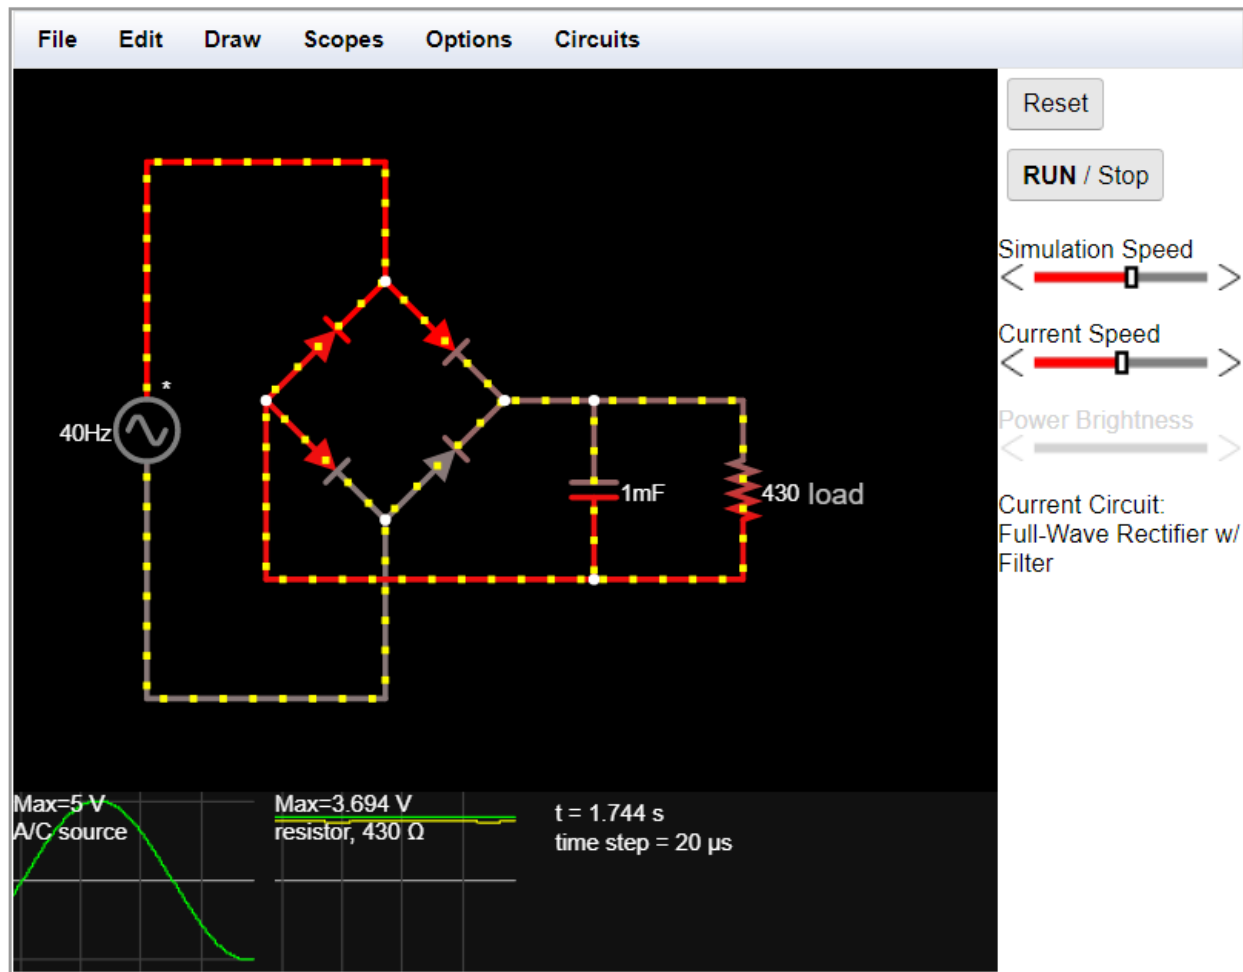 File Edit Draw Scopes Options Circuits
Reset
RUN / Stop
Simulation Speed
Current Speed
Power Brightness
Current Circuit:
Full-Wave Rectifier w/
Filter
*
40Hz
1mF
430 load
Max=5 V
A/C source
Max=3.694 V
resistor, 430 Ω
t = 1.744 s
time step = 20 μs